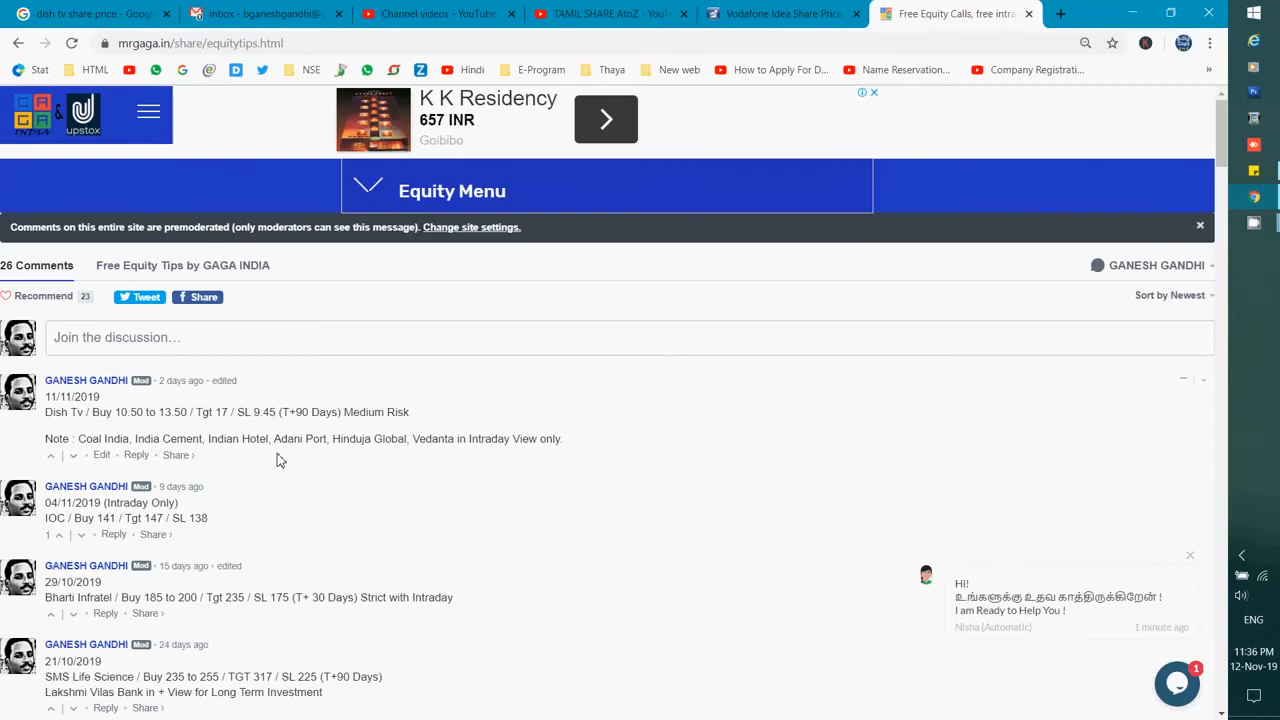 dish tv share price - Googl
Inbox - bganeshgandhi@g
Channel videos - YouTube
TAMIL SHARE AtoZ - YouT
Vodafone Idea Share Price,
Free Equity Calls, free intra
mrgaga.in/share/equitytips.html
Stat
HTML
NSE
Hindi
E-Program
Thaya
New web
How to Apply For D...
Name Reservation...
Company Registrati...
GAGA
INDIA
&
upstox
K K Residency
657 INR
Goibibo
Equity Menu
Comments on this entire site are premoderated (only moderators can see this message). Change site settings.
26 Comments
Free Equity Tips by GAGA INDIA
GANESH GANDHI
Recommend 23
Tweet
Share
Sort by Newest
Join the discussion…
GANESH GANDHI Mod • 2 days ago • edited
11/11/2019
Dish Tv / Buy 10.50 to 13.50 / Tgt 17 / SL 9.45 (T+90 Days) Medium Risk
Note : Coal India, India Cement, Indian Hotel, Adani Port, Hinduja Global, Vedanta in Intraday View only.
• Edit • Reply • Share ›
GANESH GANDHI Mod • 9 days ago
04/11/2019 (Intraday Only)
IOC / Buy 141 / Tgt 147 / SL 138
1 • Reply • Share ›
GANESH GANDHI Mod • 15 days ago • edited
29/10/2019
Bharti Infratel / Buy 185 to 200 / Tgt 235 / SL 175 (T+ 30 Days) Strict with Intraday
• Reply • Share ›
GANESH GANDHI Mod • 24 days ago
21/10/2019
SMS Life Science / Buy 235 to 255 / TGT 317 / SL 225 (T+90 Days)
Lakshmi Vilas Bank in + View for Long Term Investment
• Reply • Share ›
Hi!
உங்களுக்கு உதவ காத்திருக்கிறேன் !
I am Ready to Help You !
Nisha (Automatic)
1 minute ago
1
ENG
11:36 PM
12-Nov-19